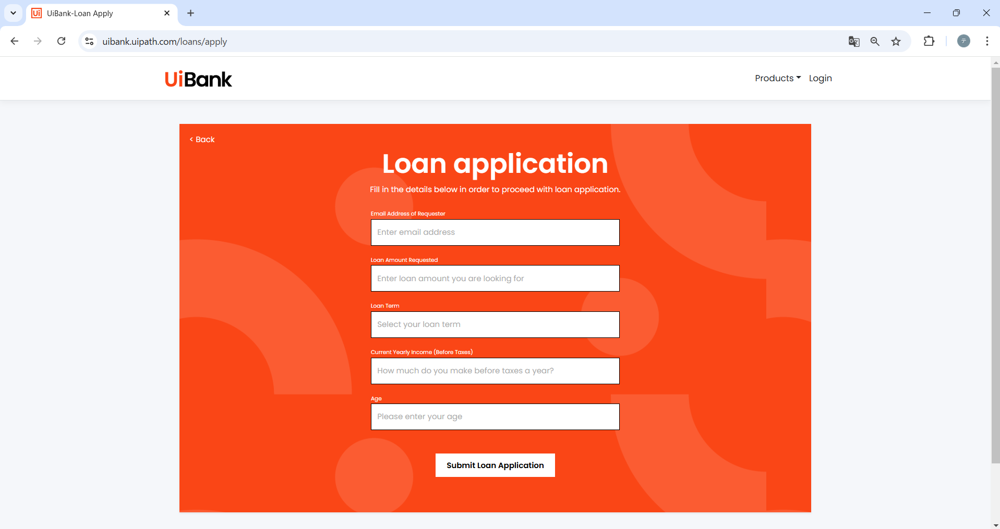 Ui UiBank-Loan Apply
uibank.uipath.com/loans/apply
テ
UiBank
Products Login
< Back
Loan application
Fill in the details below in order to proceed with loan application.
Email Address of Requester
Enter email address
Loan Amount Requested
Enter loan amount you are looking for
Loan Term
Select your loan term
Current Yearly Income (Before Taxes)
How much do you make before taxes a year?
Age
Please enter your age
Submit Loan Application